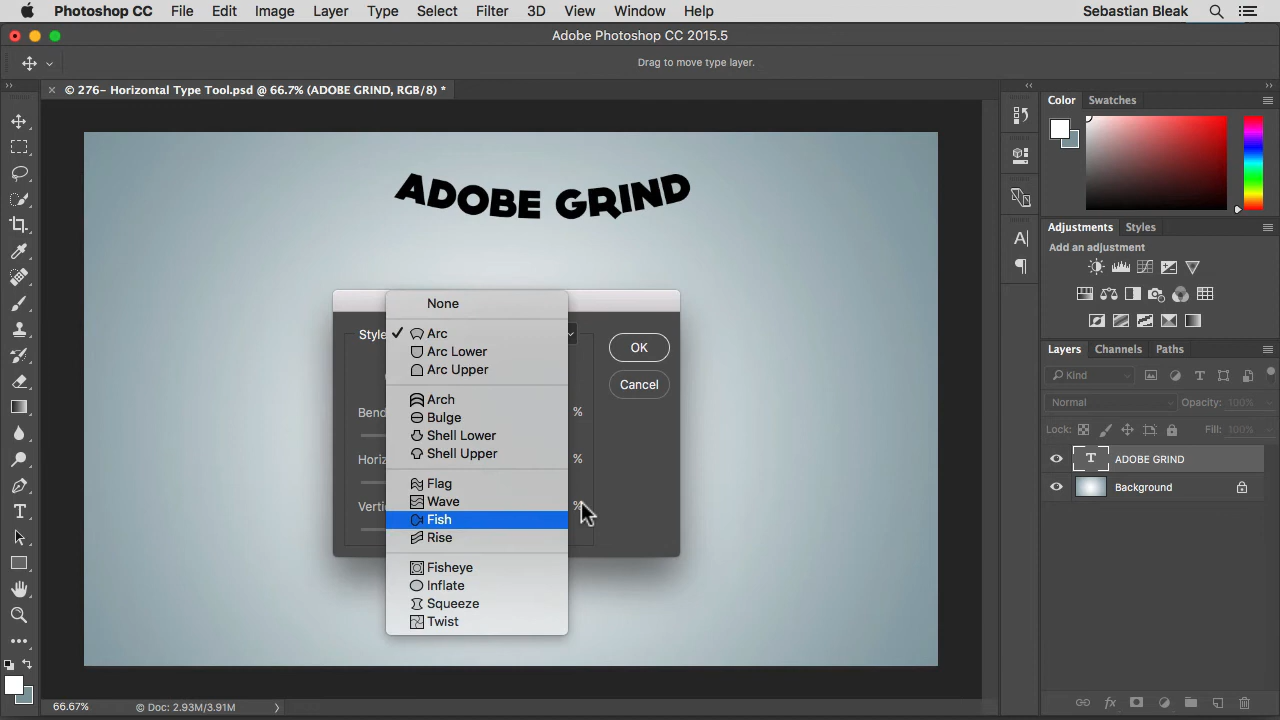 Photoshop CC File Edit Image Layer Type Select Filter 3D View Window Help Sebastian Bleak
Adobe Photoshop CC 2015.5
Drag to move type layer.
© 276– Horizontal Type Tool.psd @ 66.7% (ADOBE GRIND, RGB/8) *
Color Swatches
ADOBE GRIND
Adjustments Styles
Add an adjustment
None
Style
Arc
OK
Arc Lower
Arc Upper
Cancel
Arch
Bend %
Bulge
Shell Lower
Shell Upper
Horiz %
Flag
Wave
Verti %
Fish
Rise
Fisheye
Inflate
Squeeze
Twist
Layers Channels Paths
Kind
Normal Opacity: 100%
Lock: Fill: 100%
T ADOBE GRIND
Background
fx
66.67% © Doc: 2.93M/3.91M